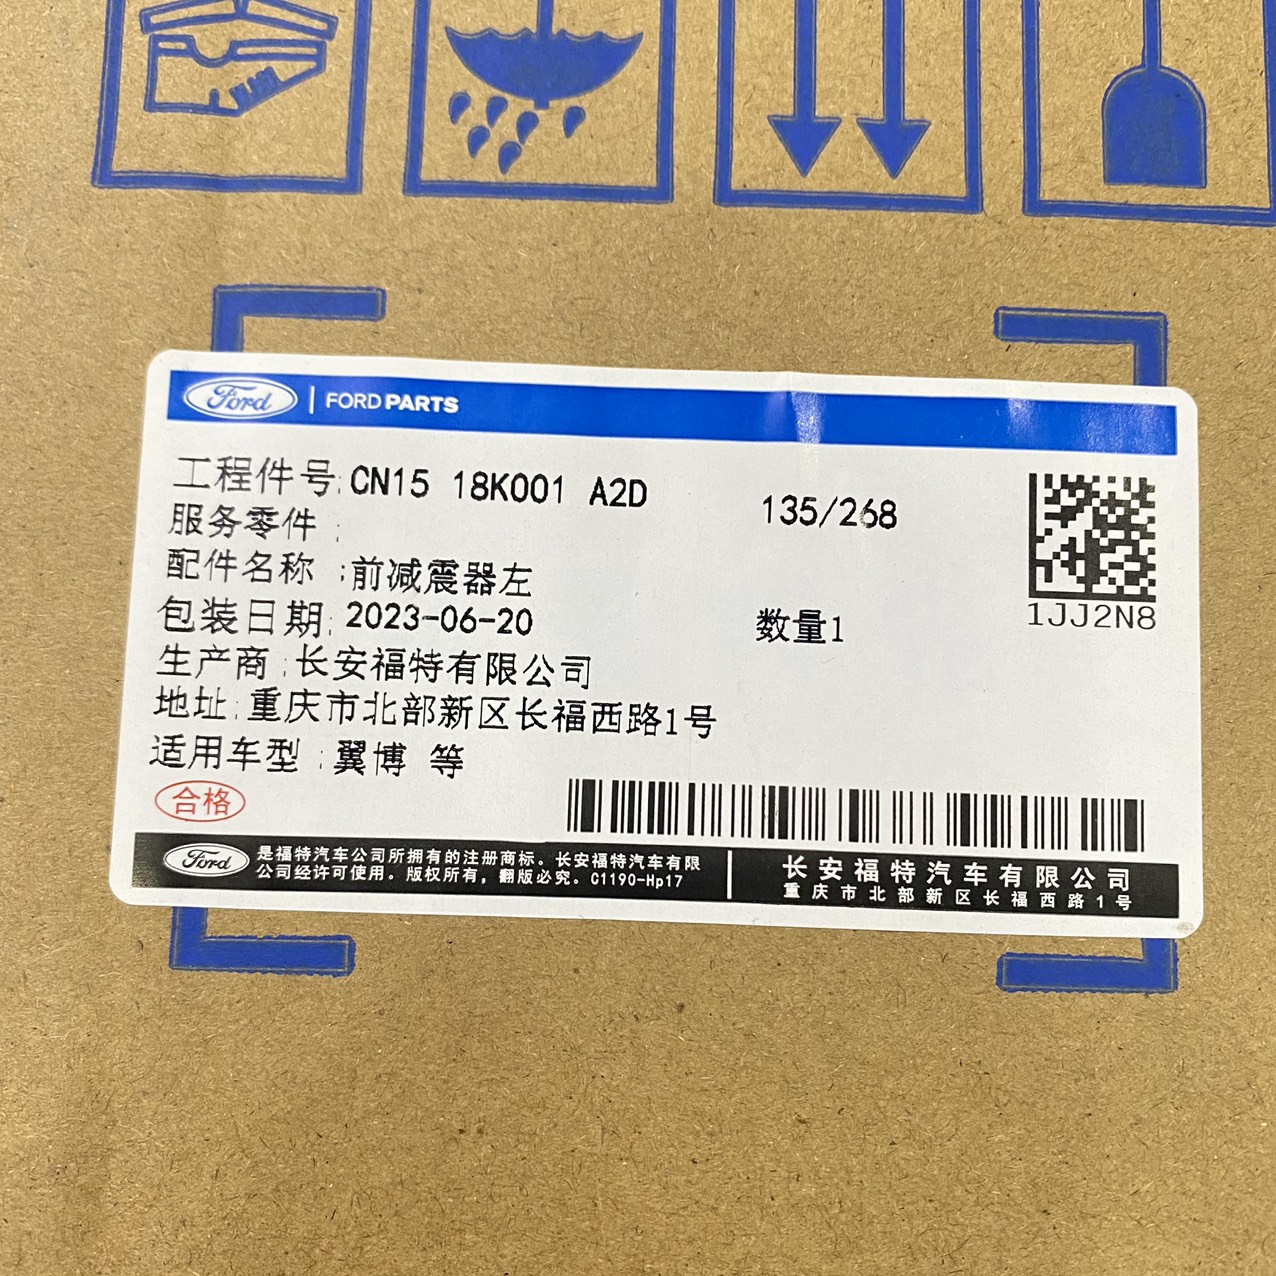 Ford | FORD PARTS
工程件号:CN15 18K001 A2D
135/268
服务零件:
配件名称:前减震器左
包装日期:2023-06-20
数量1
1JJ2N8
生产商:长安福特有限公司
地址:重庆市北部新区长福西路1号
适用车型:翼博 等
合格
Ford
是福特汽车公司所拥有的注册商标。长安福特汽车有限
公司经许可使用。版权所有，翻版必究。C1190-Hp17
长安福特汽车有限公司
重庆市北部新区长福西路1号